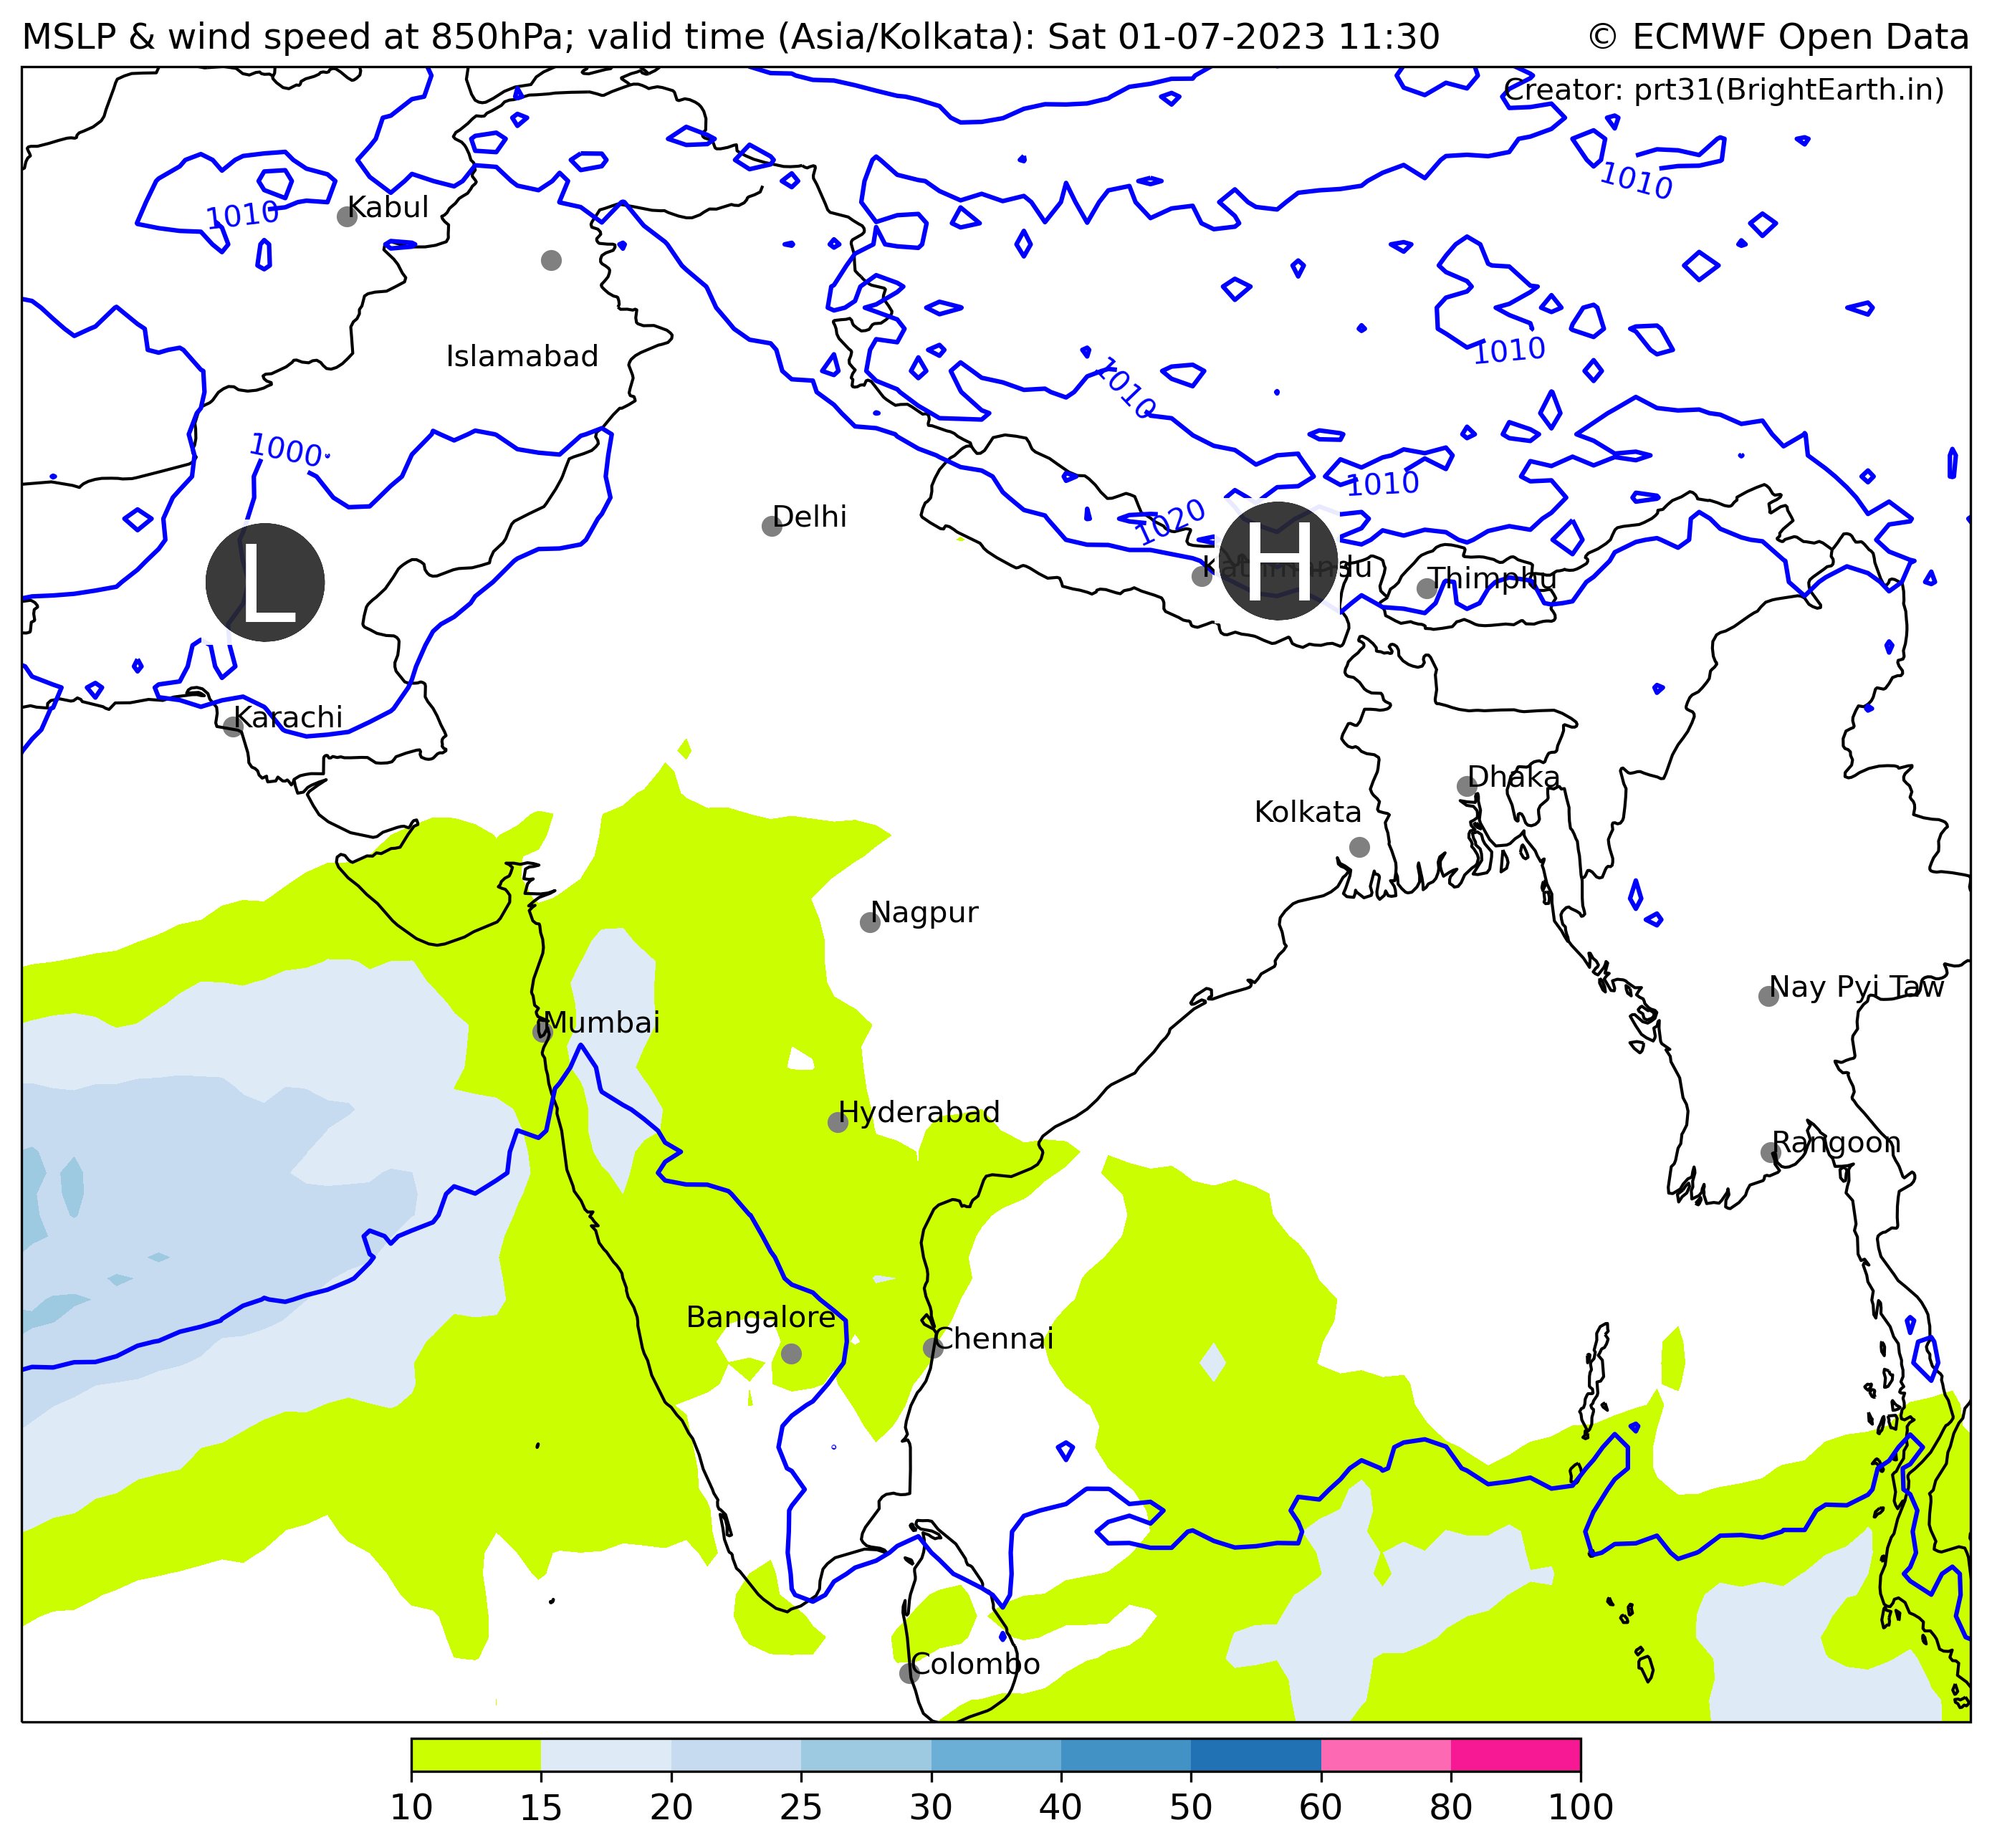 MSLP & wind speed at 850hPa; valid time (Asia/Kolkata): Sat 01-07-2023 11:30
© ECMWF Open Data
Creator: prt31(BrightEarth.in)
1010
1010
Kabul
Islamabad
1010
1010
1000
1010
1020
Delhi
L
H
Thimphu
Karachi
Dhaka
Kolkata
Nagpur
Nay Pyi Taw
Mumbai
Hyderabad
Rangoon
Bangalore
Chennai
Colombo
10 15 20 25 30 40 50 60 80 100